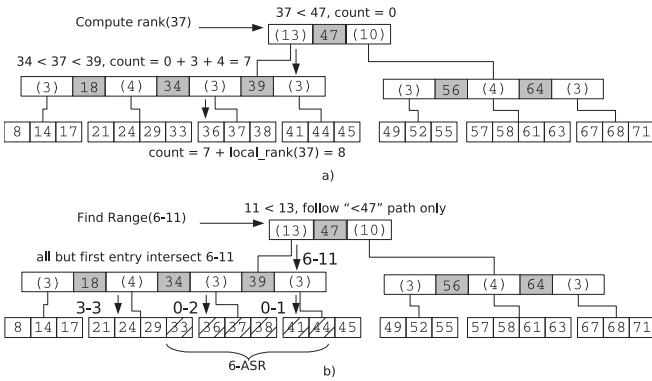 37 < 47, count = 0
Compute rank(37)
(13) 47 (10)
34 < 37 < 39, count = 0 + 3 + 4 = 7
(3) 18 (4) 34 (3) 39 (3) (3) 56 (4) 64 (3)
8 14 17 21 24 29 33 36 37 38 41 44 45 49 52 55 57 58 61 63 67 68 71
count = 7 + local_rank(37) = 8
a)
11 < 13, follow “<47” path only
Find Range(6-11)
(13) 47 (10)
all but first entry intersect 6-11
6-11
(3) 18 (4) 34 (3) 39 (3) (3) 56 (4) 64 (3)
3-3 0-2 0-1
8 14 17 21 24 29 33 36 37 38 41 44 45 49 52 55 57 58 61 63 67 68 71
6-ASR
b)